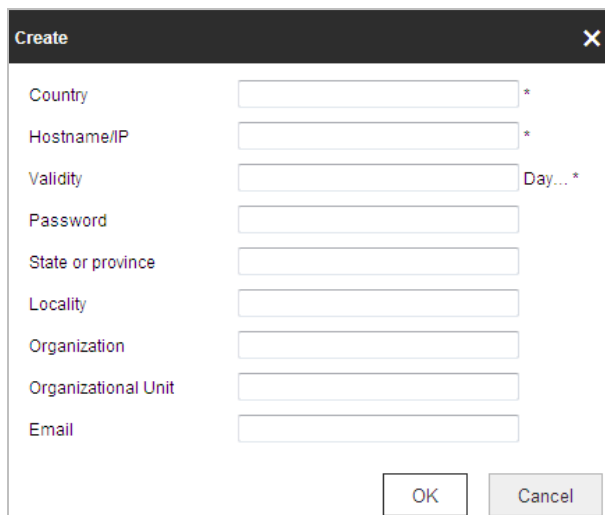 Create
Country *
Hostname/IP *
Validity Day... *
Password
State or province
Locality
Organization
Organizational Unit
Email
OK Cancel